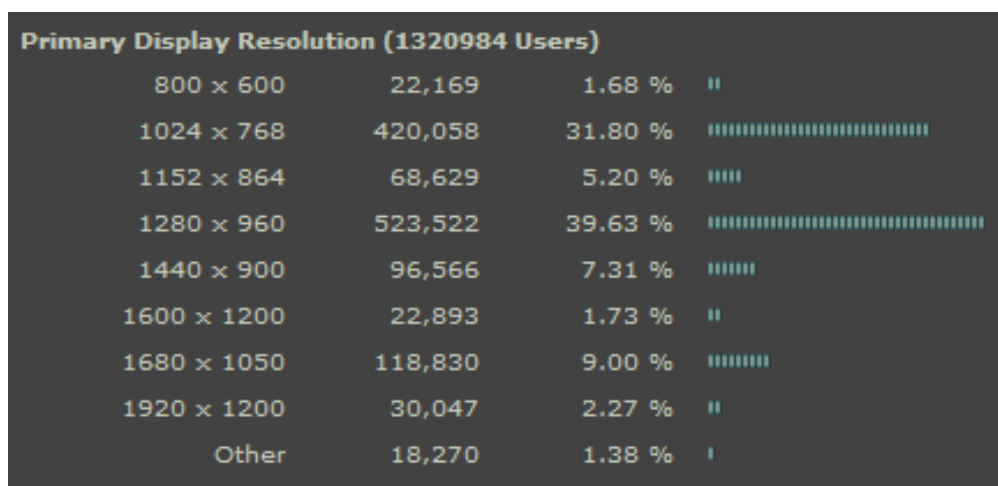 Primary Display Resolution (1320984 Users)
800 x 600 22,169 1.68 %
1024 x 768 420,058 31.80 %
1152 x 864 68,629 5.20 %
1280 x 960 523,522 39.63 %
1440 x 900 96,566 7.31 %
1600 x 1200 22,893 1.73 %
1680 x 1050 118,830 9.00 %
1920 x 1200 30,047 2.27 %
Other 18,270 1.38 %